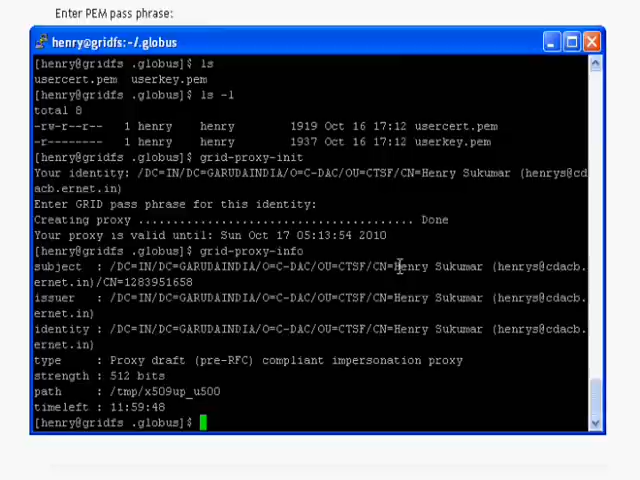 Enter PEM pass phrase:
henry@gridfs:~/.globus
[henry@gridfs .globus]$ ls
usercert.pem  userkey.pem
[henry@gridfs .globus]$ ls -l
total 8
-rw-r--r--    1 henry    henry        1919 Oct 16 17:12 usercert.pem
-r--------    1 henry    henry        1937 Oct 16 17:12 userkey.pem
[henry@gridfs .globus]$ grid-proxy-init
Your identity: /DC=IN/DC=GARUDAINDIA/O=C-DAC/OU=CTSF/CN=Henry Sukumar (henrys@cd
acb.ernet.in)
Enter GRID pass phrase for this identity:
Creating proxy ....................................... Done
Your proxy is valid until: Sun Oct 17 05:13:54 2010
[henry@gridfs .globus]$ grid-proxy-info
subject  : /DC=IN/DC=GARUDAINDIA/O=C-DAC/OU=CTSF/CN=Henry Sukumar (henrys@cdacb.
ernet.in)/CN=1283951658
issuer   : /DC=IN/DC=GARUDAINDIA/O=C-DAC/OU=CTSF/CN=Henry Sukumar (henrys@cdacb.
ernet.in)
identity : /DC=IN/DC=GARUDAINDIA/O=C-DAC/OU=CTSF/CN=Henry Sukumar (henrys@cdacb.
ernet.in)
type     : Proxy draft (pre-RFC) compliant impersonation proxy
strength : 512 bits
path     : /tmp/x509up_u500
timeleft : 11:59:48
[henry@gridfs .globus]$